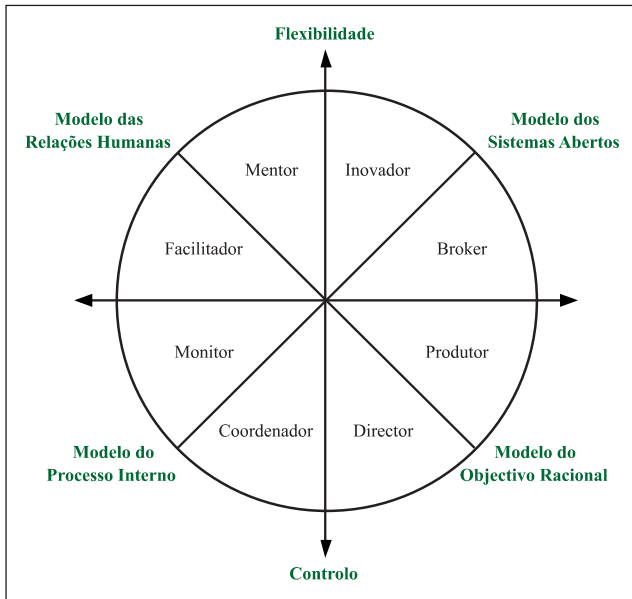 Flexibilidade
Modelo das
Relações Humanas
Modelo dos
Sistemas Abertos
Mentor
Inovador
Facilitador
Broker
Monitor
Produtor
Coordenador
Director
Modelo do
Processo Interno
Modelo do
Objectivo Racional
Controlo